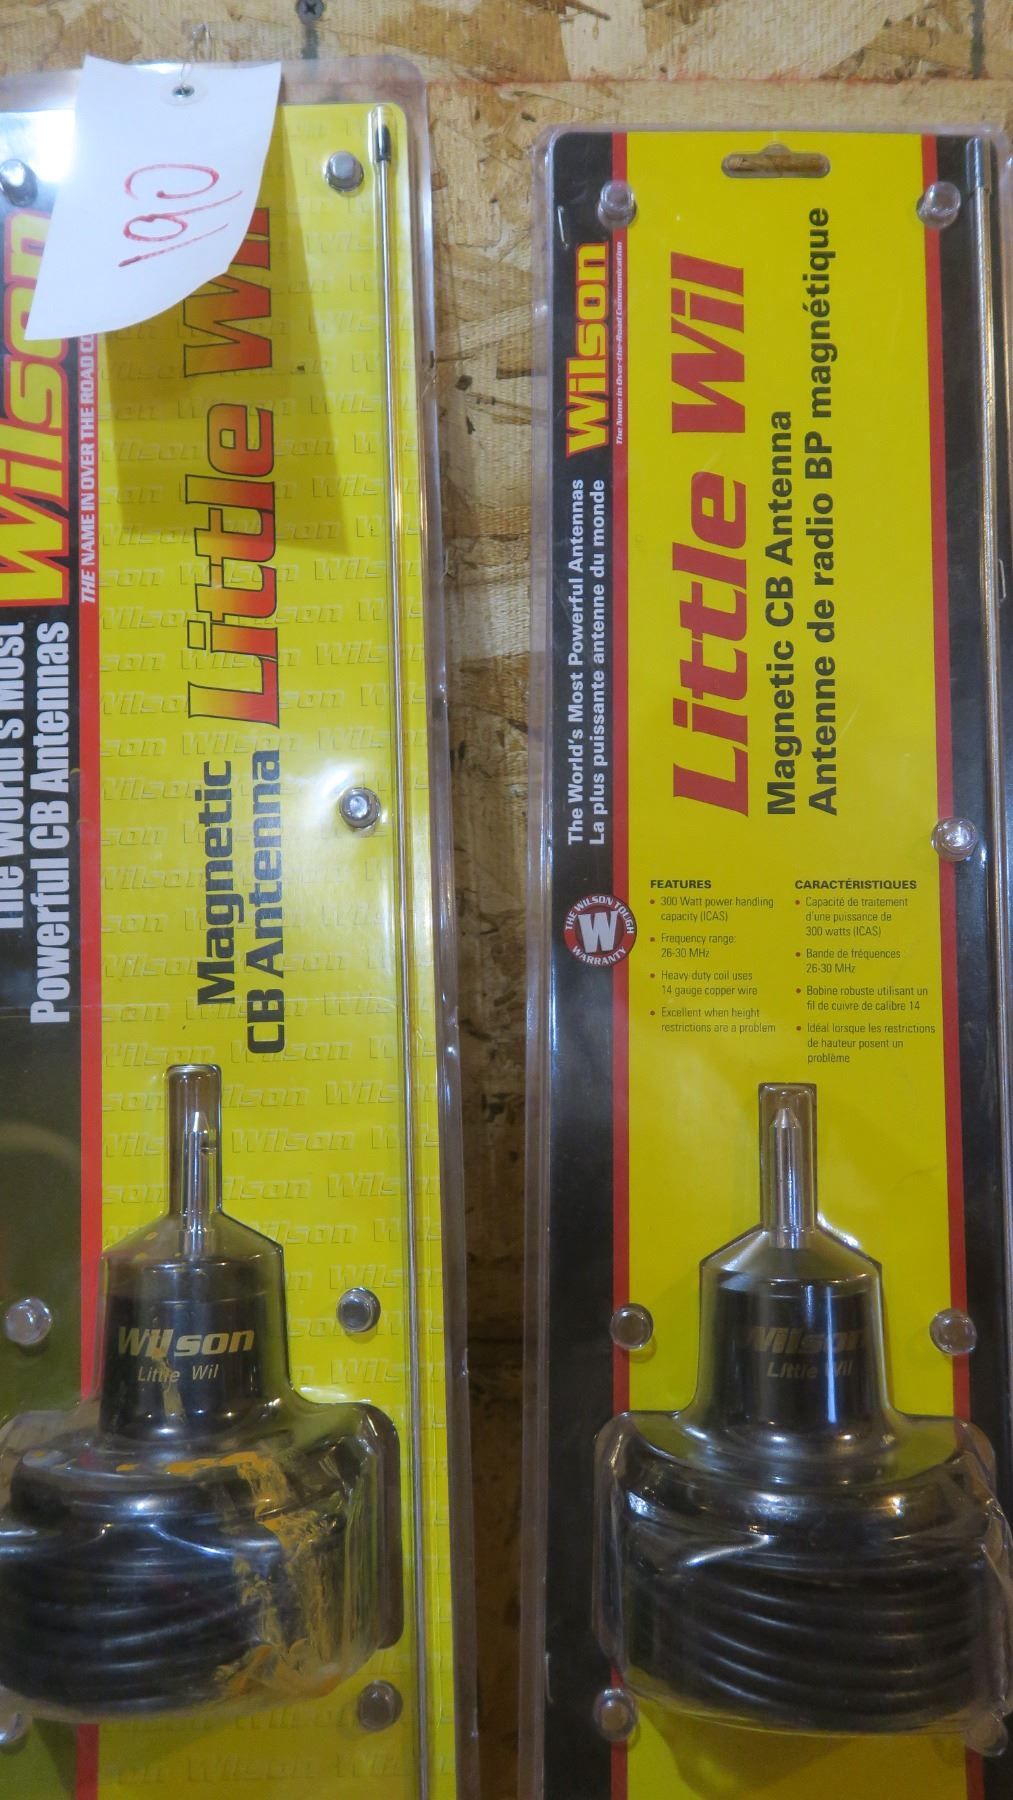 190
Wilson
THE NAME IN OVER THE ROAD
The World's Most
Powerful CB Antennas
Little Wil
Magnetic
CB Antenna
Wilson
Little Wil
Wilson
The Name in Over-the-Road Communication
The World's Most Powerful Antennas
La plus puissante antenne du monde
Little Wil
Magnetic CB Antenna
Antenne de radio BP magnétique
THE WILSON TOUGH
W
WARRANTY
FEATURES
• 300 Watt power handling
capacity (ICAS)
• Frequency range:
26-30 MHz
• Heavy-duty coil uses
14 gauge copper wire
• Excellent when height
restrictions are a problem
CARACTÉRISTIQUES
• Capacité de traitement
d'une puissance de
300 watts (ICAS)
• Bande de fréquences :
26-30 MHz
• Bobine robuste utilisant un
fil de cuivre de calibre 14
• Idéal lorsque les restrictions
de hauteur posent un
problème
Wilson
Little Wil